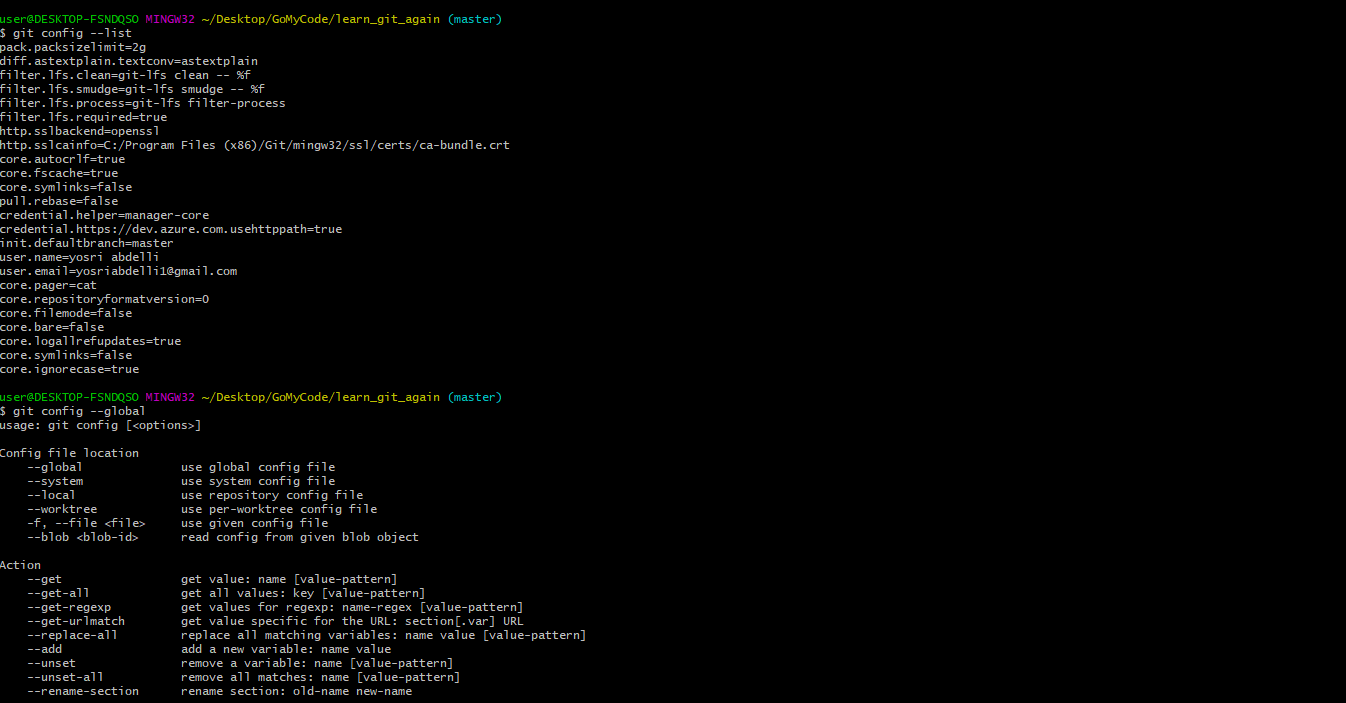 user@DESKTOP-FSNDQSO MINGW32 ~/Desktop/GoMyCode/learn_git_again (master)
$ git config --list
pack.packsizelimit=2g
diff.astextplain.textconv=astextplain
filter.lfs.clean=git-lfs clean -- %f
filter.lfs.smudge=git-lfs smudge -- %f
filter.lfs.process=git-lfs filter-process
filter.lfs.required=true
http.sslbackend=openssl
http.sslcainfo=C:/Program Files (x86)/Git/mingw32/ssl/certs/ca-bundle.crt
core.autocrlf=true
core.fscache=true
core.symlinks=false
pull.rebase=false
credential.helper=manager-core
credential.https://dev.azure.com.usehttppath=true
init.defaultbranch=master
user.name=yosri abdelli
user.email=yosriabdelli1@gmail.com
core.pager=cat
core.repositoryformatversion=0
core.filemode=false
core.bare=false
core.logallrefupdates=true
core.symlinks=false
core.ignorecase=true
user@DESKTOP-FSNDQSO MINGW32 ~/Desktop/GoMyCode/learn_git_again (master)
$ git config --global
usage: git config [<options>]
Config file location
    --global              use global config file
    --system              use system config file
    --local               use repository config file
    --worktree            use per-worktree config file
    -f, --file <file>     use given config file
    --blob <blob-id>      read config from given blob object
Action
    --get                 get value: name [value-pattern]
    --get-all             get all values: key [value-pattern]
    --get-regexp          get values for regexp: name-regex [value-pattern]
    --get-urlmatch        get value specific for the URL: section[.var] URL
    --replace-all         replace all matching variables: name value [value-pattern]
    --add                 add a new variable: name value
    --unset               remove a variable: name [value-pattern]
    --unset-all           remove all matches: name [value-pattern]
    --rename-section      rename section: old-name new-name